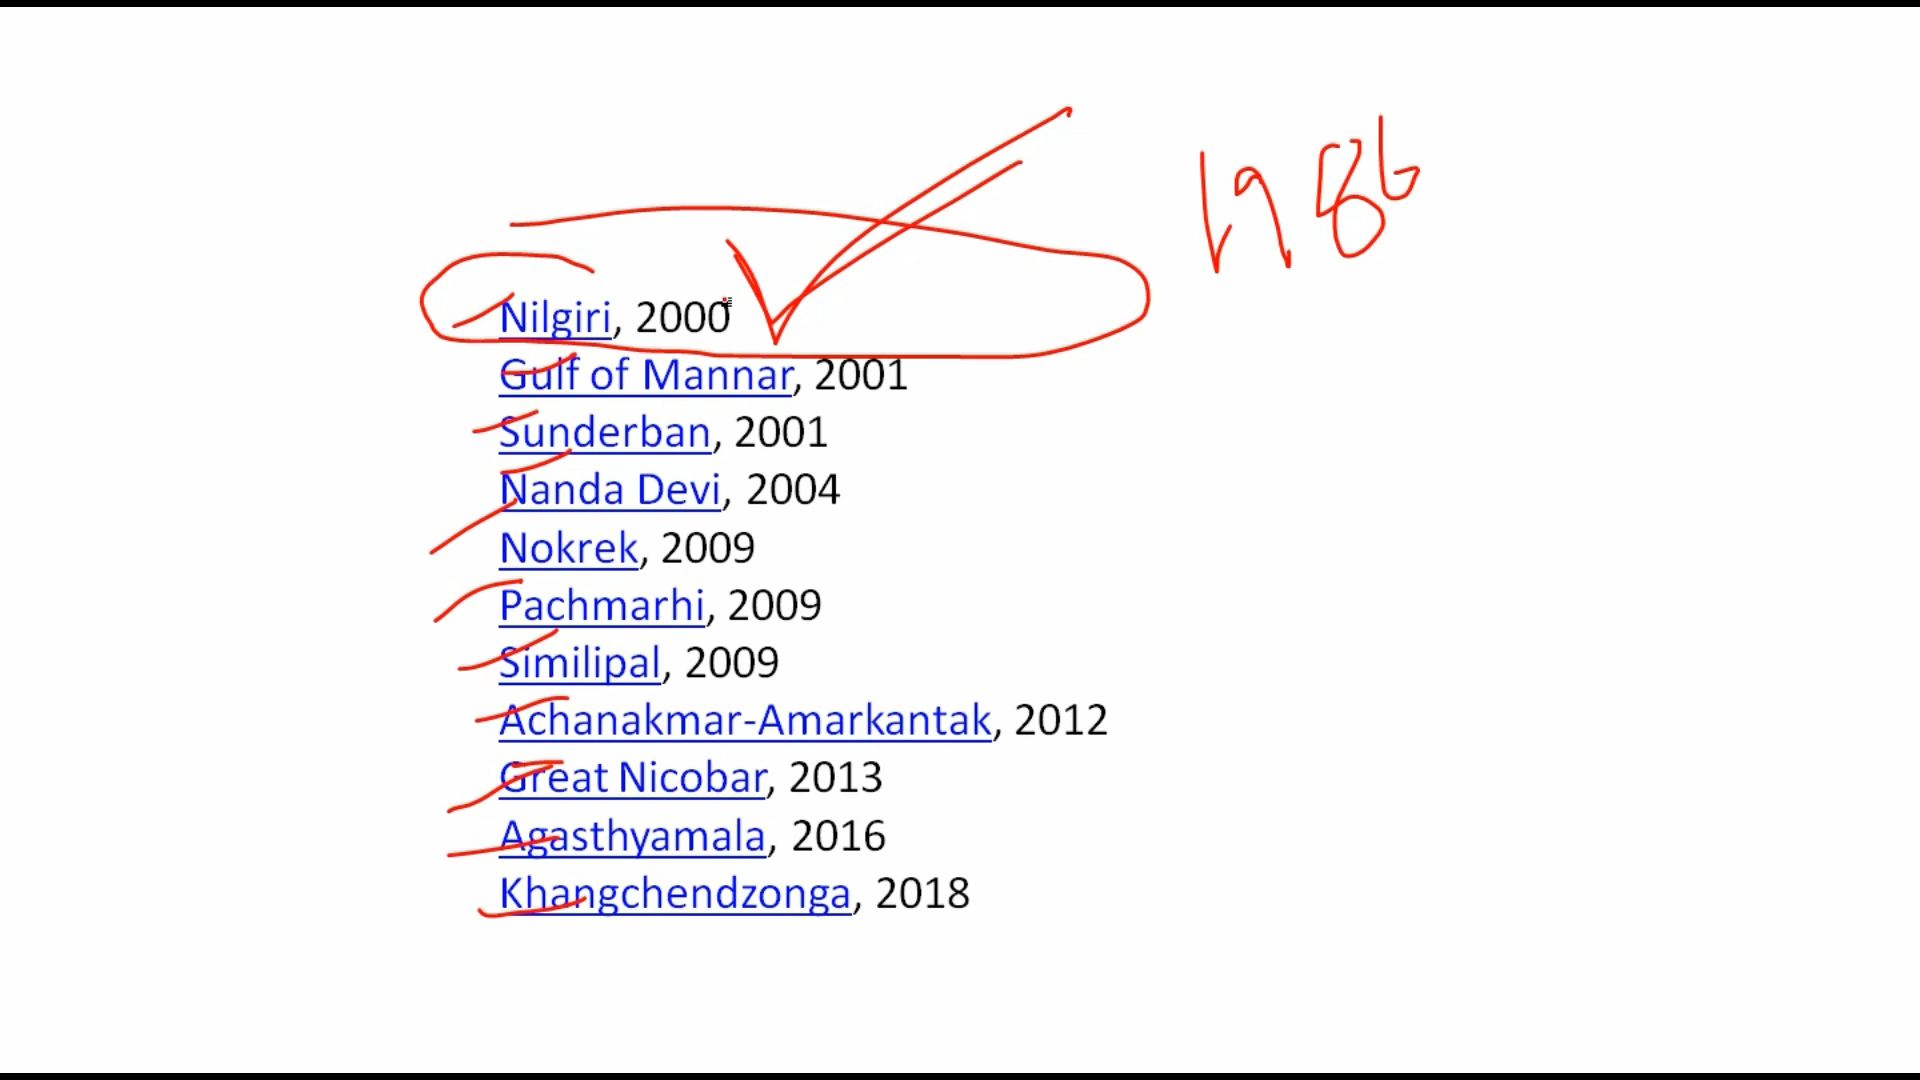 1986
Nilgiri, 2000
Gulf of Mannar, 2001
Sunderban, 2001
Nanda Devi, 2004
Nokrek, 2009
Pachmarhi, 2009
Similipal, 2009
Achanakmar-Amarkantak, 2012
Great Nicobar, 2013
Agasthyamala, 2016
Khangchendzonga, 2018